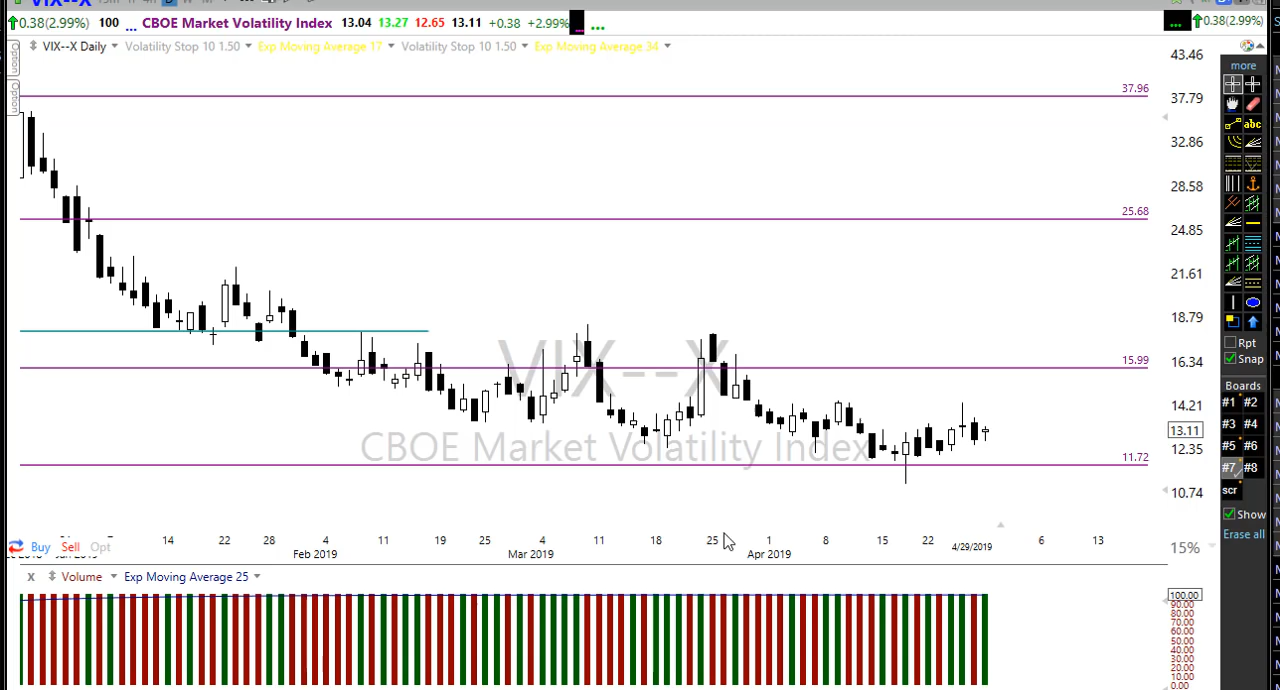 0.38(2.99%) 100 ... CBOE Market Volatility Index 13.04 13.27 12.65 13.11 +0.38 +2.99% ... ... ... 0.38(2.99%)
VIX--X Daily Volatility Stop 10 1.50 Exp Moving Average 17 Volatility Stop 10 1.50 Exp Moving Average 34
43.46
more
Option
Option
37.96
37.79
abc
32.86
28.58
25.68
24.85
21.61
18.79
Rpt
15.99
16.34
Snap
VIX--X
Boards
14.21
#1 #2
13.11
#3 #4
CBOE Market Volatility Index
12.35
#5 #6
11.72
#7 #8
10.74
scr
Show
Erase all
14 22 28 4 11 19 25 4 11 18 25 1 8 15 22 4/29/2019 6 13
Buy Sell Opt
Feb 2019 Mar 2019 Apr 2019
15%
x Volume Exp Moving Average 25
100.00
90.00
80.00
70.00
60.00
50.00
40.00
30.00
20.00
10.00
0.00